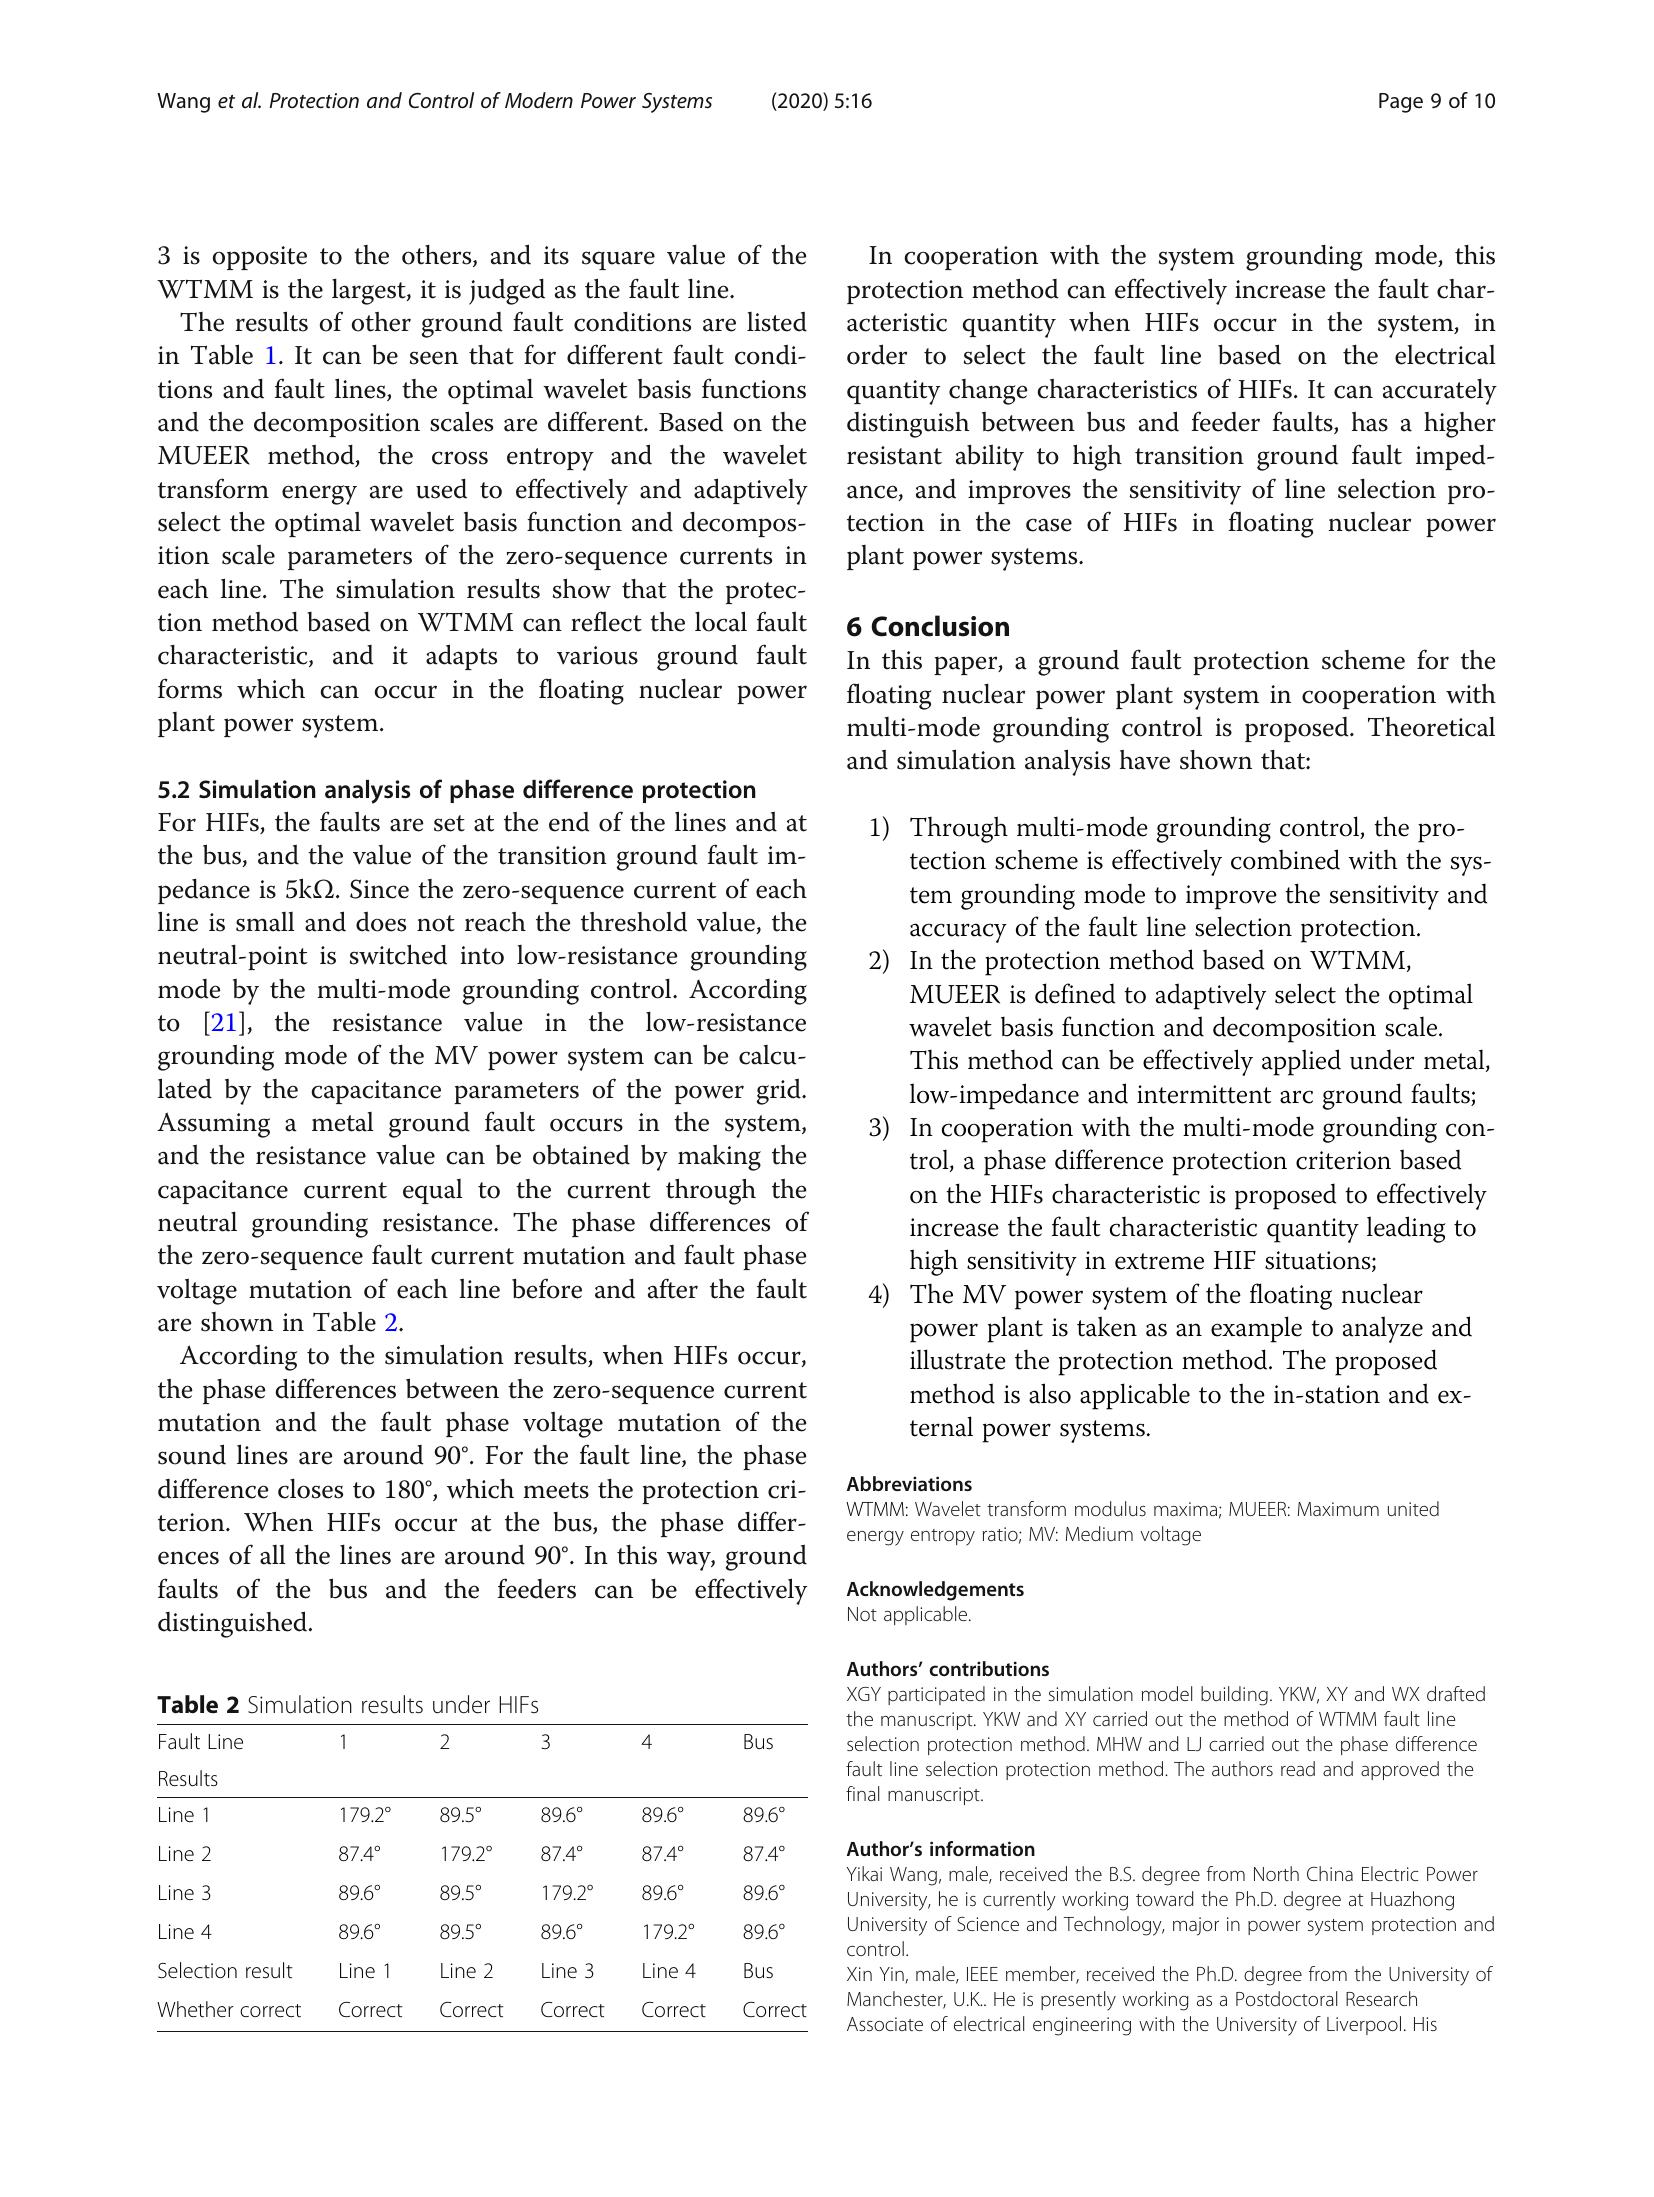 Wang et al. Protection and Control of Modern Power Systems (2020) 5:16 Page 9 of 10
3 is opposite to the others, and its square value of the
WTMM is the largest, it is judged as the fault line.
The results of other ground fault conditions are listed
in Table 1. It can be seen that for different fault condi-
tions and fault lines, the optimal wavelet basis functions
and the decomposition scales are different. Based on the
MUEER method, the cross entropy and the wavelet
transform energy are used to effectively and adaptively
select the optimal wavelet basis function and decompos-
ition scale parameters of the zero-sequence currents in
each line. The simulation results show that the protec-
tion method based on WTMM can reflect the local fault
characteristic, and it adapts to various ground fault
forms which can occur in the floating nuclear power
plant power system.
5.2 Simulation analysis of phase difference protection
For HIFs, the faults are set at the end of the lines and at
the bus, and the value of the transition ground fault im-
pedance is 5kΩ. Since the zero-sequence current of each
line is small and does not reach the threshold value, the
neutral-point is switched into low-resistance grounding
mode by the multi-mode grounding control. According
to [21], the resistance value in the low-resistance
grounding mode of the MV power system can be calcu-
lated by the capacitance parameters of the power grid.
Assuming a metal ground fault occurs in the system,
and the resistance value can be obtained by making the
capacitance current equal to the current through the
neutral grounding resistance. The phase differences of
the zero-sequence fault current mutation and fault phase
voltage mutation of each line before and after the fault
are shown in Table 2.
According to the simulation results, when HIFs occur,
the phase differences between the zero-sequence current
mutation and the fault phase voltage mutation of the
sound lines are around 90°. For the fault line, the phase
difference closes to 180°, which meets the protection cri-
terion. When HIFs occur at the bus, the phase differ-
ences of all the lines are around 90°. In this way, ground
faults of the bus and the feeders can be effectively
distinguished.
Table 2 Simulation results under HIFs
Fault Line 1 2 3 4 Bus
Results
Line 1 179.2° 89.5° 89.6° 89.6° 89.6°
Line 2 87.4° 179.2° 87.4° 87.4° 87.4°
Line 3 89.6° 89.5° 179.2° 89.6° 89.6°
Line 4 89.6° 89.5° 89.6° 179.2° 89.6°
Selection result Line 1 Line 2 Line 3 Line 4 Bus
Whether correct Correct Correct Correct Correct Correct
In cooperation with the system grounding mode, this
protection method can effectively increase the fault char-
acteristic quantity when HIFs occur in the system, in
order to select the fault line based on the electrical
quantity change characteristics of HIFs. It can accurately
distinguish between bus and feeder faults, has a higher
resistant ability to high transition ground fault imped-
ance, and improves the sensitivity of line selection pro-
tection in the case of HIFs in floating nuclear power
plant power systems.
6 Conclusion
In this paper, a ground fault protection scheme for the
floating nuclear power plant system in cooperation with
multi-mode grounding control is proposed. Theoretical
and simulation analysis have shown that:
1) Through multi-mode grounding control, the pro-
tection scheme is effectively combined with the sys-
tem grounding mode to improve the sensitivity and
accuracy of the fault line selection protection.
2) In the protection method based on WTMM,
MUEER is defined to adaptively select the optimal
wavelet basis function and decomposition scale.
This method can be effectively applied under metal,
low-impedance and intermittent arc ground faults;
3) In cooperation with the multi-mode grounding con-
trol, a phase difference protection criterion based
on the HIFs characteristic is proposed to effectively
increase the fault characteristic quantity leading to
high sensitivity in extreme HIF situations;
4) The MV power system of the floating nuclear
power plant is taken as an example to analyze and
illustrate the protection method. The proposed
method is also applicable to the in-station and ex-
ternal power systems.
Abbreviations
WTMM: Wavelet transform modulus maxima; MUEER: Maximum united
energy entropy ratio; MV: Medium voltage
Acknowledgements
Not applicable.
Authors’ contributions
XGY participated in the simulation model building. YKW, XY and WX drafted
the manuscript. YKW and XY carried out the method of WTMM fault line
selection protection method. MHW and LJ carried out the phase difference
fault line selection protection method. The authors read and approved the
final manuscript.
Author’s information
Yikai Wang, male, received the B.S. degree from North China Electric Power
University, he is currently working toward the Ph.D. degree at Huazhong
University of Science and Technology, major in power system protection and
control.
Xin Yin, male, IEEE member, received the Ph.D. degree from the University of
Manchester, U.K.. He is presently working as a Postdoctoral Research
Associate of electrical engineering with the University of Liverpool. His